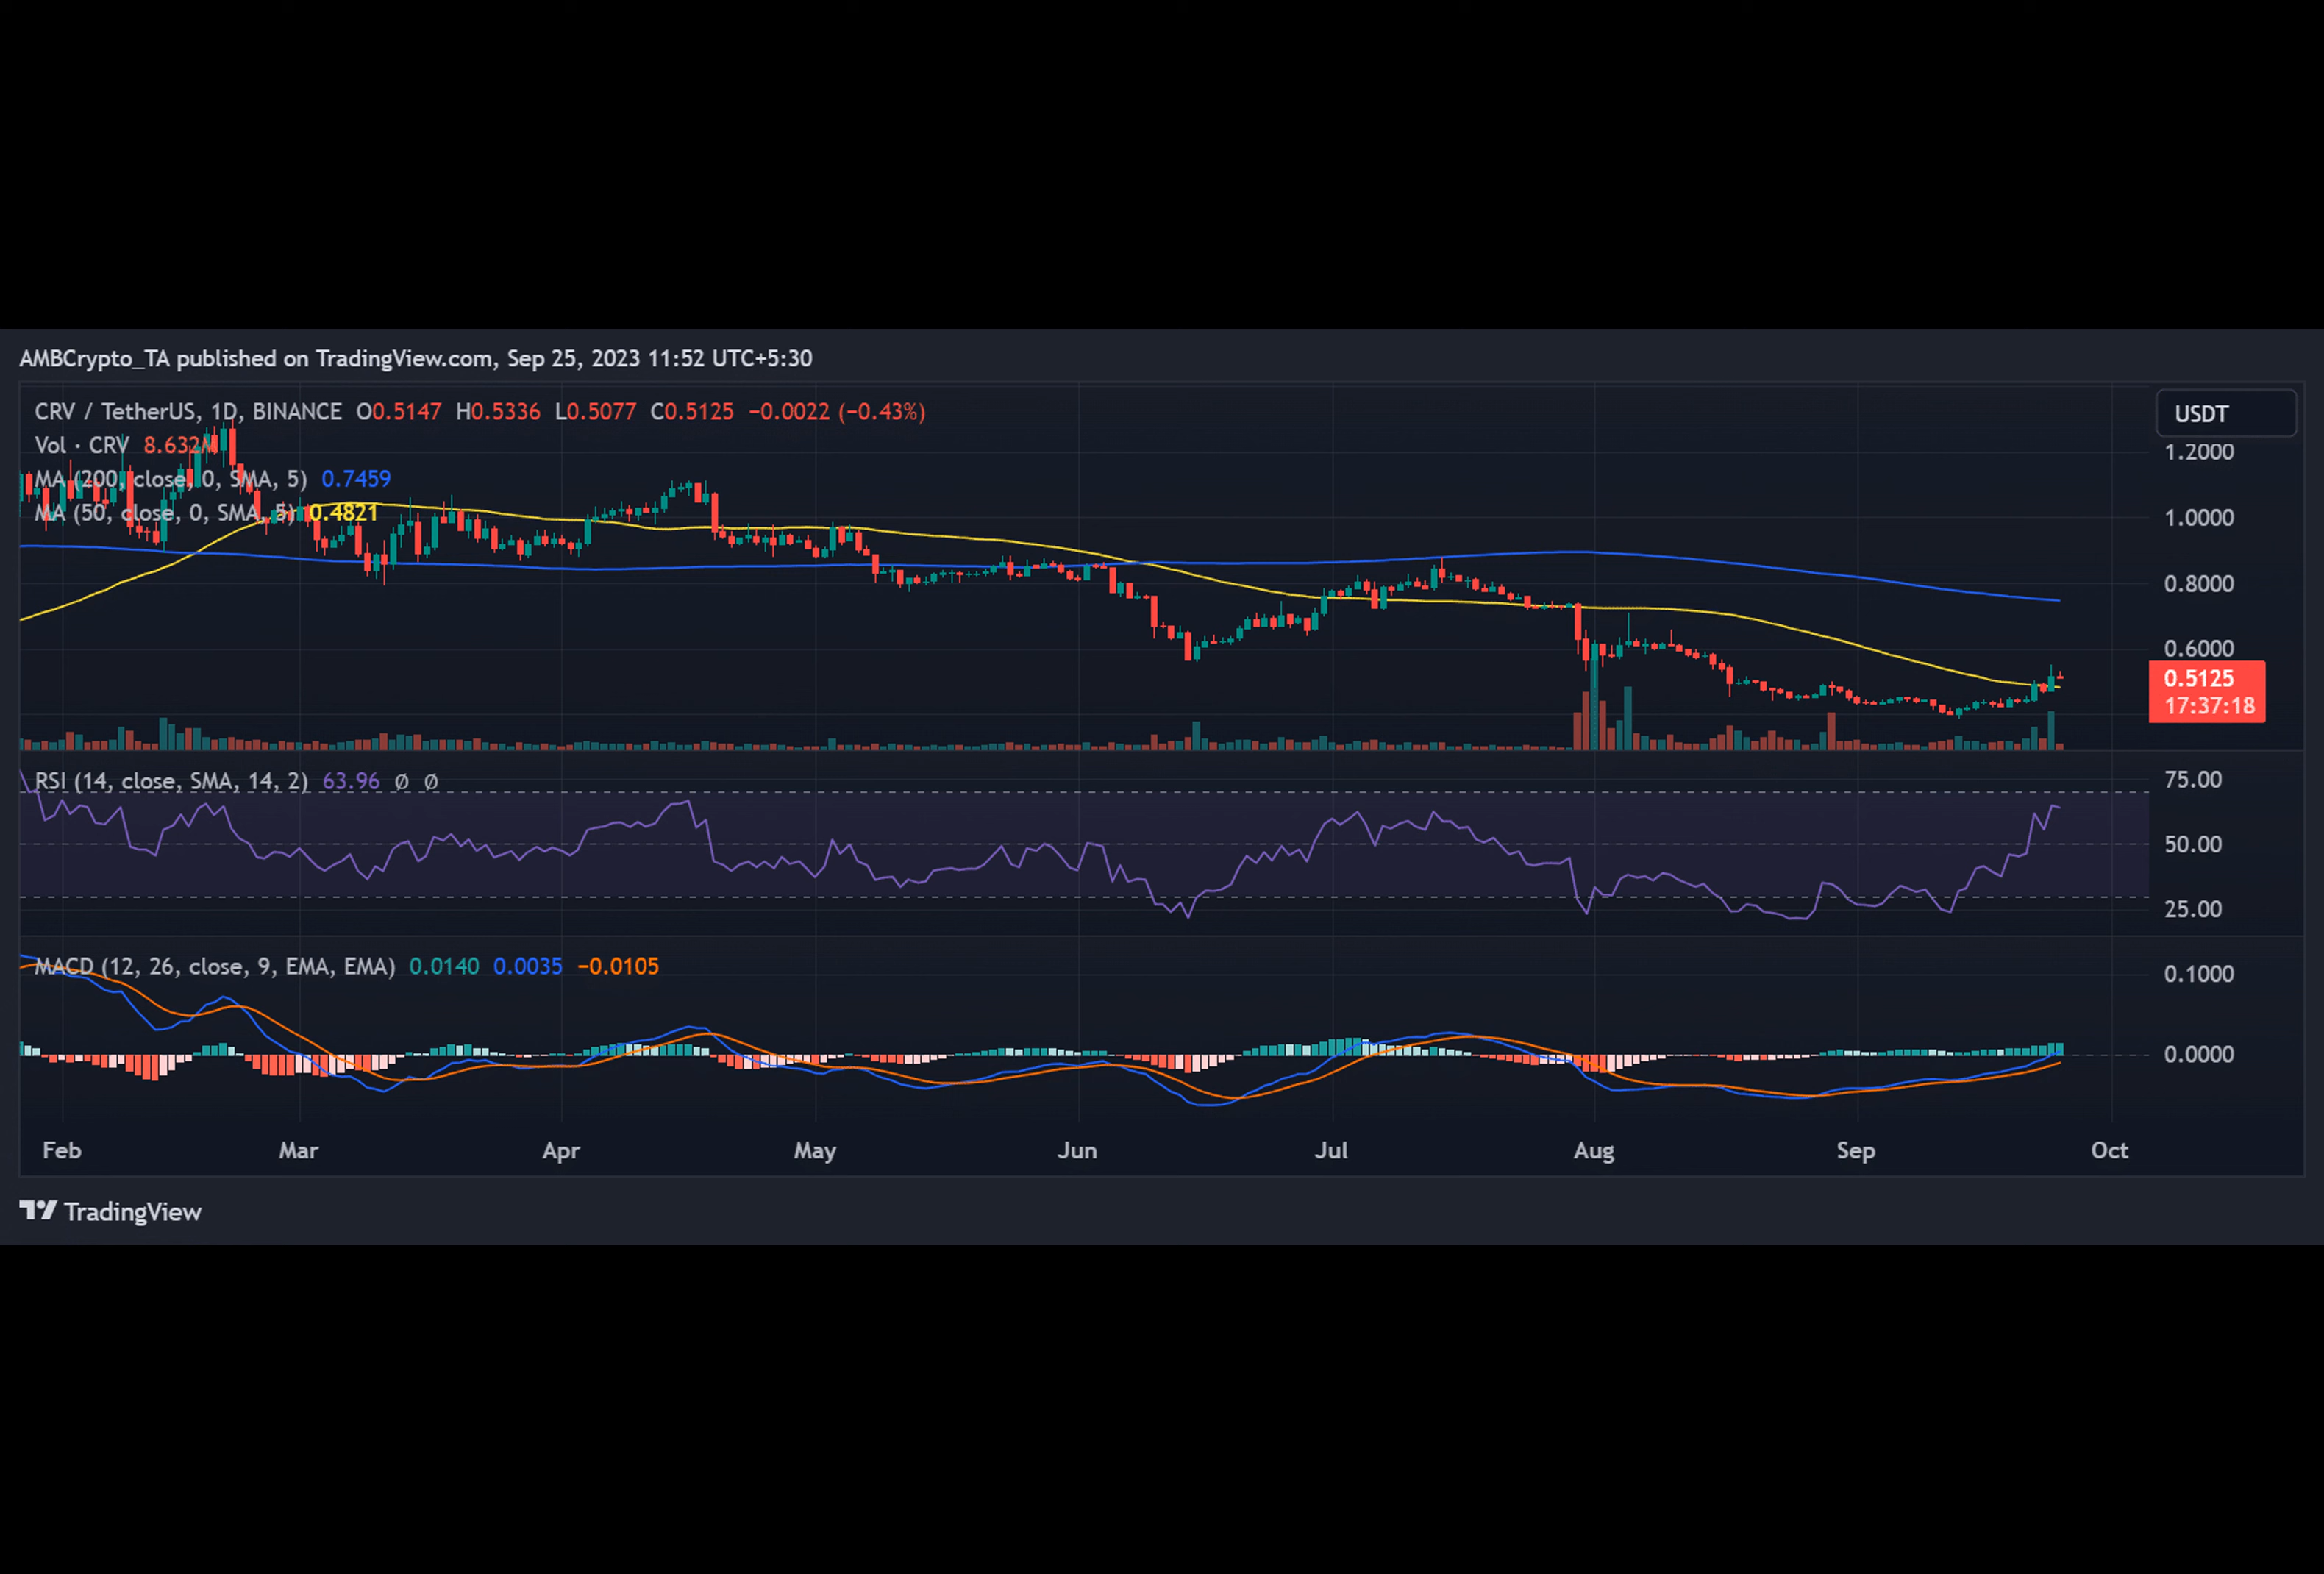 AMBCrypto_TA published on TradingView.com, Sep 25, 2023 11:52 UTC+5:30
CRV / TetherUS, 1D, BINANCE O0.5147 H0.5336 L0.5077 C0.5125 −0.0022 (−0.43%)
USDT
Vol · CRV 8.632M
1.2000
MA (200, close, 0, SMA, 5) 0.7459
MA (50, close, 0, SMA, 5) 0.4821
1.0000
0.8000
0.6000
0.5125
17:37:18
RSI (14, close, SMA, 14, 2) 63.96 ∅ ∅
75.00
50.00
25.00
MACD (12, 26, close, 9, EMA, EMA) 0.0140 0.0035 −0.0105
0.1000
0.0000
Feb Mar Apr May Jun Jul Aug Sep Oct
TradingView